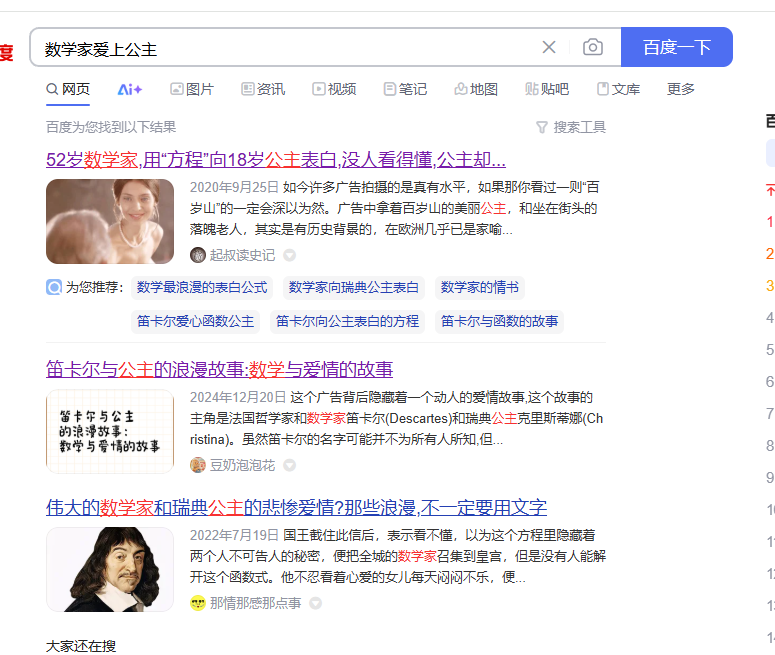 度
数学家爱上公主
百度一下
网页 Ai+ 图片 资讯 视频 笔记 地图 贴吧 文库 更多
百度为您找到以下结果 搜索工具
52岁数学家,用“方程”向18岁公主表白,没人看得懂,公主却...
2020年9月25日 如今许多广告拍摄的是真有水平，如果那你看过一则“百
岁山”的一定会深以为然。广告中拿着百岁山的美丽公主，和坐在街头的
落魄老人，其实是有历史背景的，在欧洲几乎已是家喻...
起叔读史记
为您推荐： 数学最浪漫的表白公式 数学家向瑞典公主表白 数学家的情书
笛卡尔爱心函数公主 笛卡尔向公主表白的方程 笛卡尔与函数的故事
笛卡尔与公主的浪漫故事:数学与爱情的故事
笛卡尔与公主
的浪漫故事:
数学与爱情的故事
2024年12月20日 这个广告背后隐藏着一个动人的爱情故事,这个故事的
主角是法国哲学家和数学家笛卡尔(Descartes)和瑞典公主克里斯蒂娜(Ch
ristina)。虽然笛卡尔的名字可能并不为所有人所知,但...
豆奶泡泡花
伟大的数学家和瑞典公主的悲惨爱情?那些浪漫,不一定要用文字
2022年7月19日 国王截住此信后，表示看不懂，以为这个方程里隐藏着
两个人不可告人的秘密，便把全城的数学家召集到皇宫，但是没有人能解
开这个函数式。他不忍看着心爱的女儿每天闷闷不乐，便...
那情那感那点事
大家还在搜
1
2
3
4
5
6
7
8
9